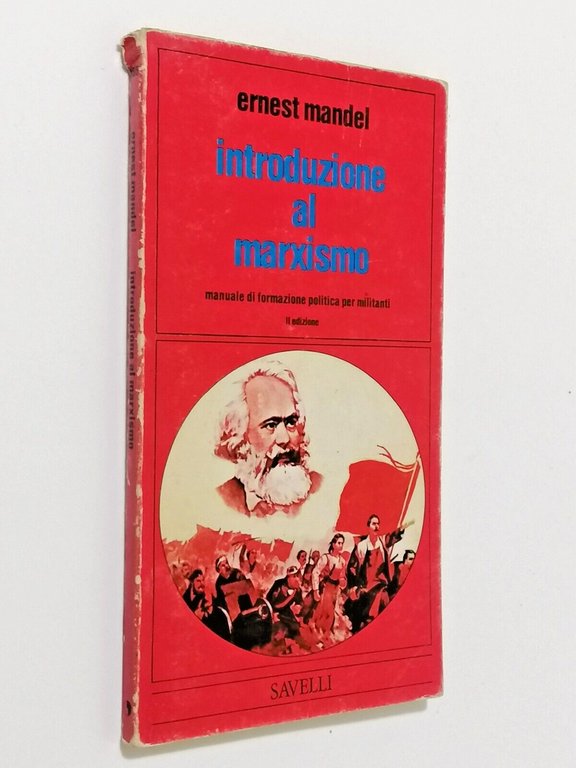 ernest mandel
introduzione
al
marxismo
manuale di formazione politica per militanti
II edizione
SAVELLI
ernest mandel introduzione al marxismo